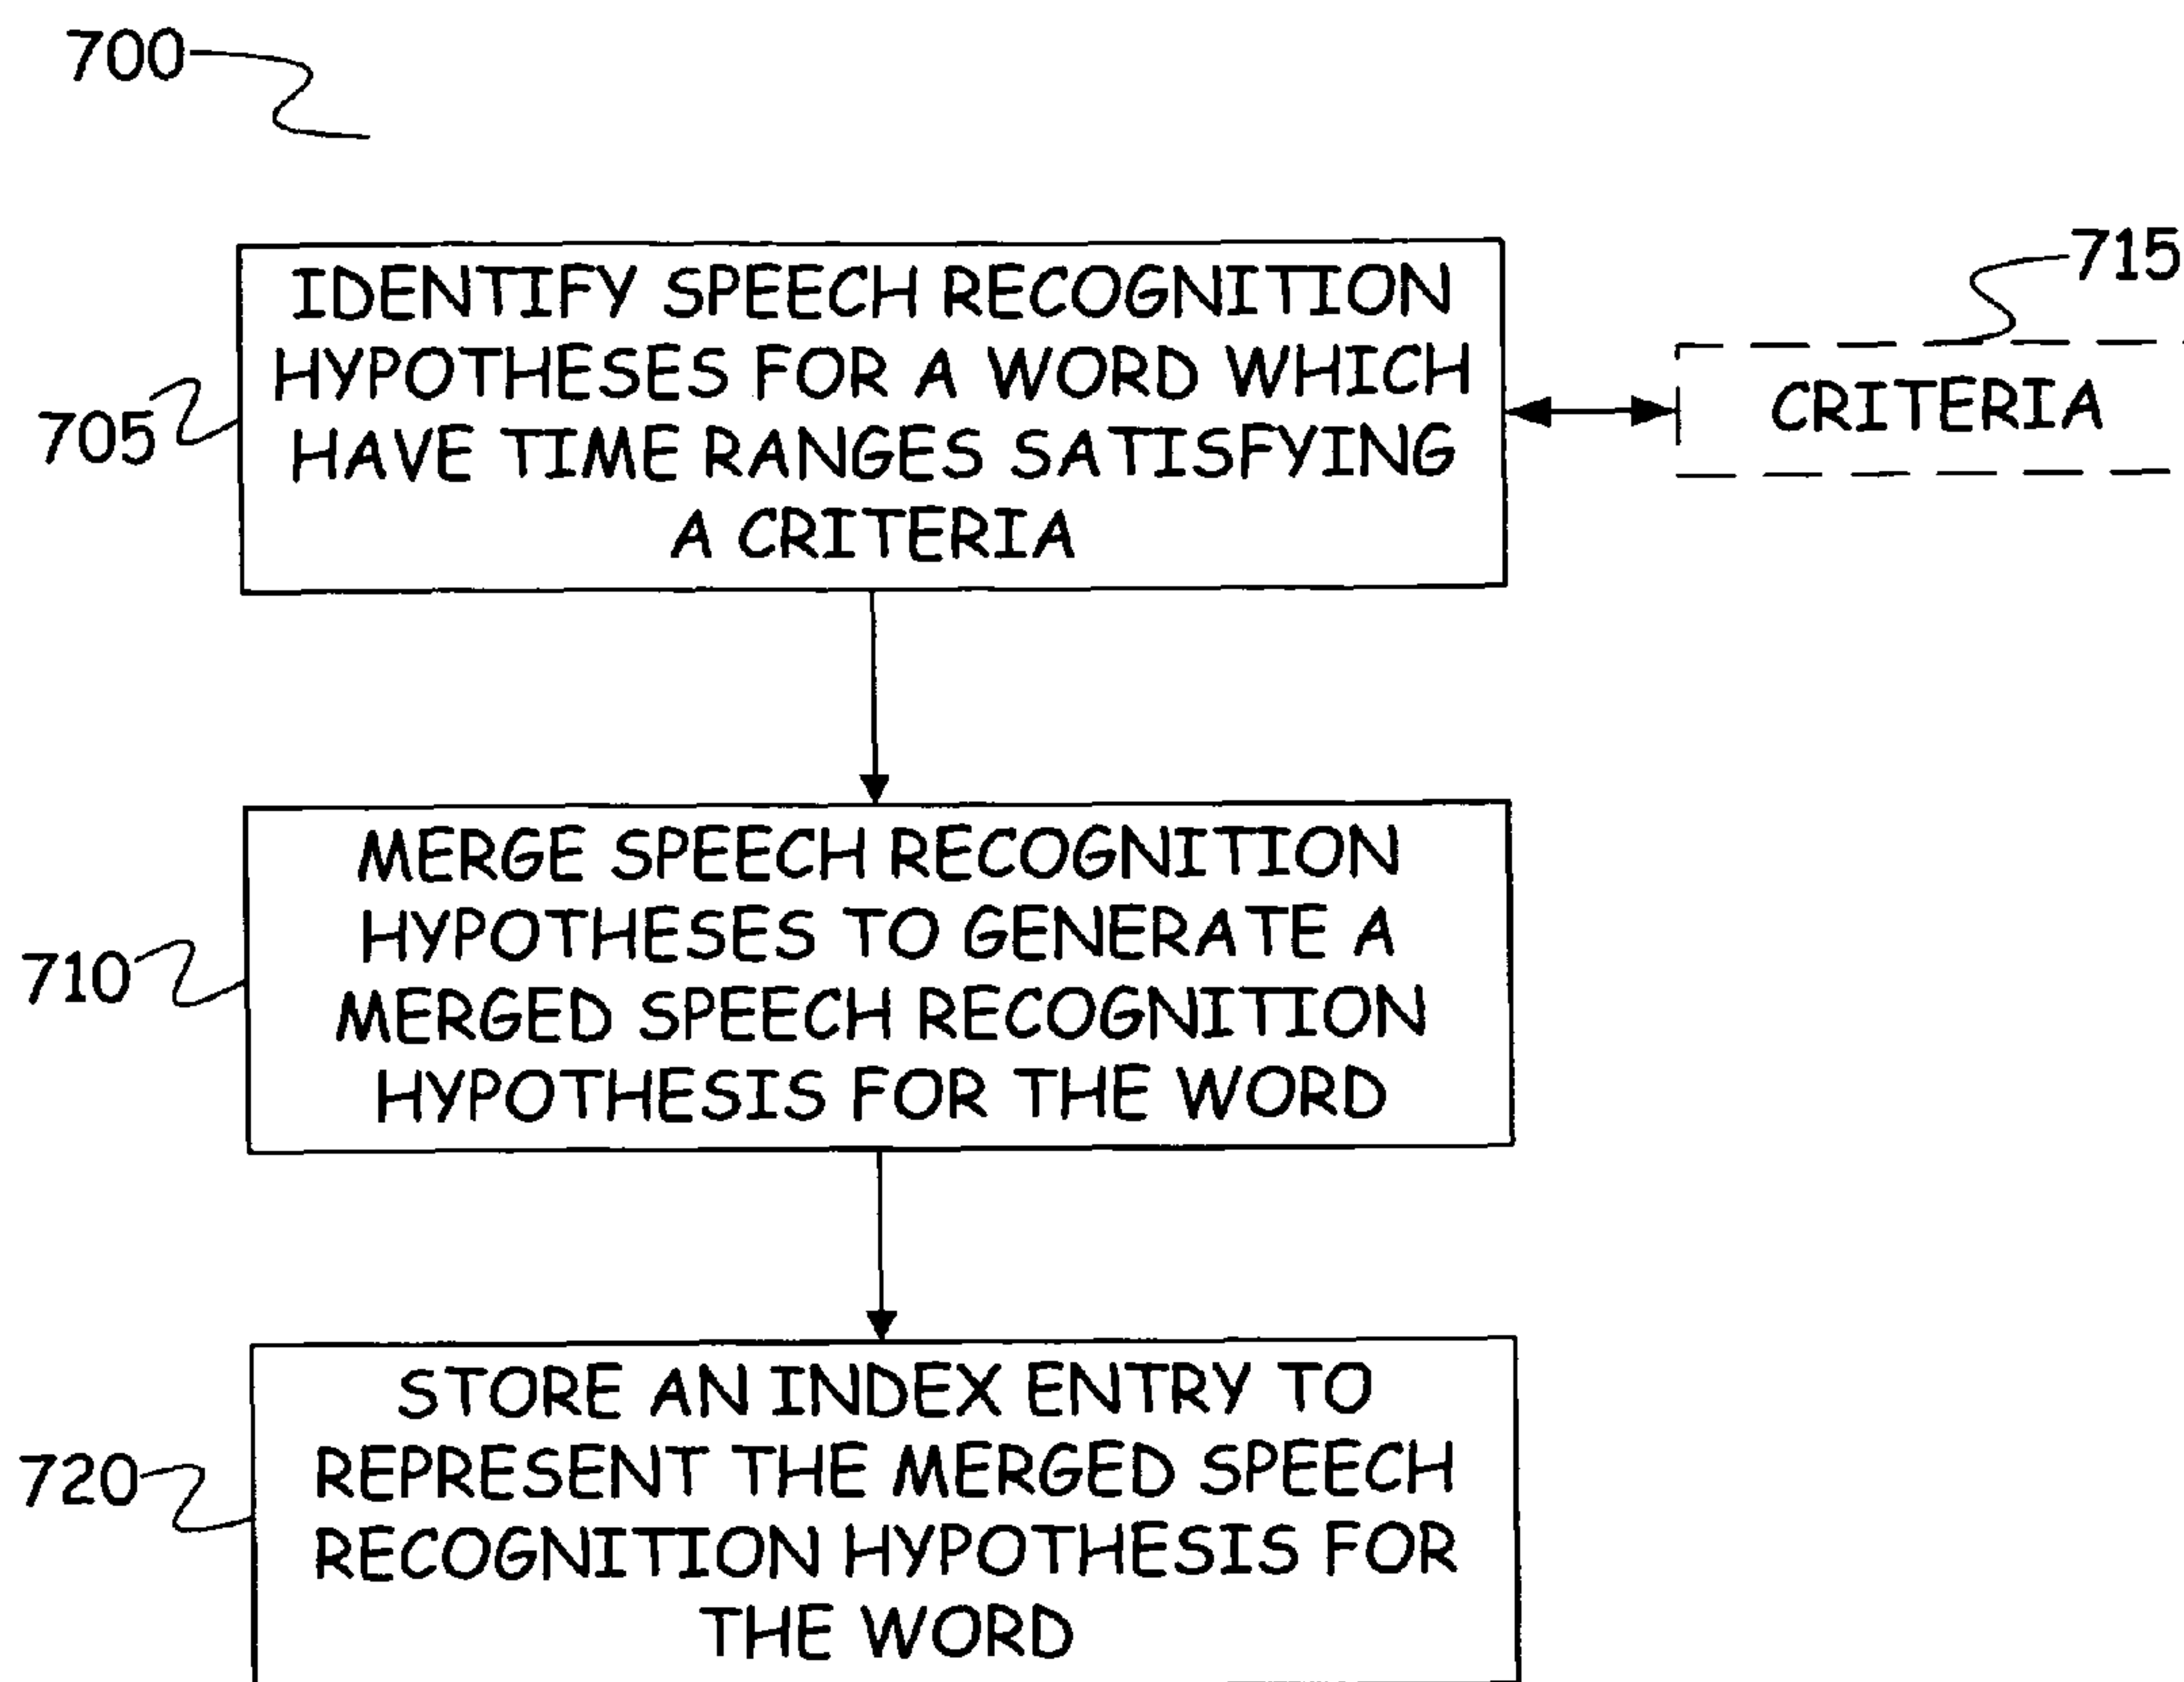 700
IDENTIFY SPEECH RECOGNITION
HYPOTHESES FOR A WORD WHICH
HAVE TIME RANGES SATISFYING
A CRITERIA
705
715
CRITERIA
MERGE SPEECH RECOGNITION
HYPOTHESES TO GENERATE A
MERGED SPEECH RECOGNITION
HYPOTHESIS FOR THE WORD
710
STORE AN INDEX ENTRY TO
REPRESENT THE MERGED SPEECH
RECOGNITION HYPOTHESIS FOR
THE WORD
720